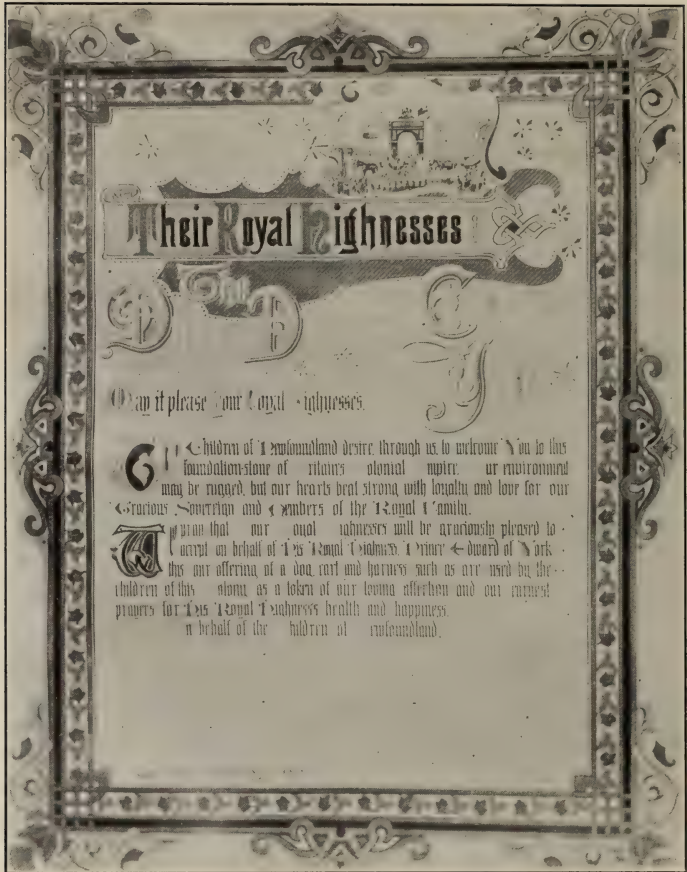 Their Royal Highnesses
The
D D C
Y
May it please Your Royal Highnesses.
The Children of Newfoundland desire, through us, to welcome You to this
foundation-stone of Britain's Colonial Empire. Our environment
may be rugged, but our hearts beat strong with loyalty and love for our
Gracious Sovereign and Members of the Royal Family.
We pray that Your Royal Highnesses will be graciously pleased to
accept on behalf of His Royal Highness, Prince Edward of York
this our offering of a dog, cart and harness such as are used by the
children of this Colony, as a token of our loving affection and our earnest
prayers for His Royal Highness's health and happiness.
On behalf of the Children of Newfoundland.